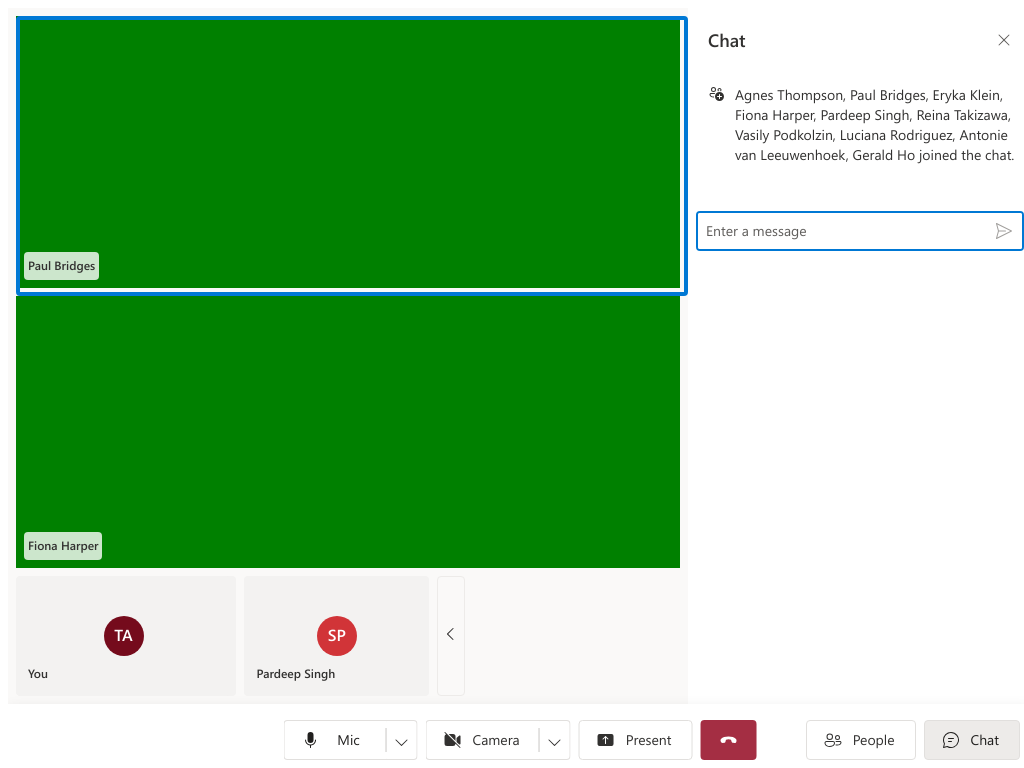 Chat
Agnes Thompson, Paul Bridges, Eryka Klein,
Fiona Harper, Pardeep Singh, Reina Takizawa,
Vasily Podkolzin, Luciana Rodriguez, Antonie
van Leeuwenhoek, Gerald Ho joined the chat.
Enter a message
Paul Bridges
Fiona Harper
TA
You
SP
Pardeep Singh
Mic
Camera
Present
People
Chat